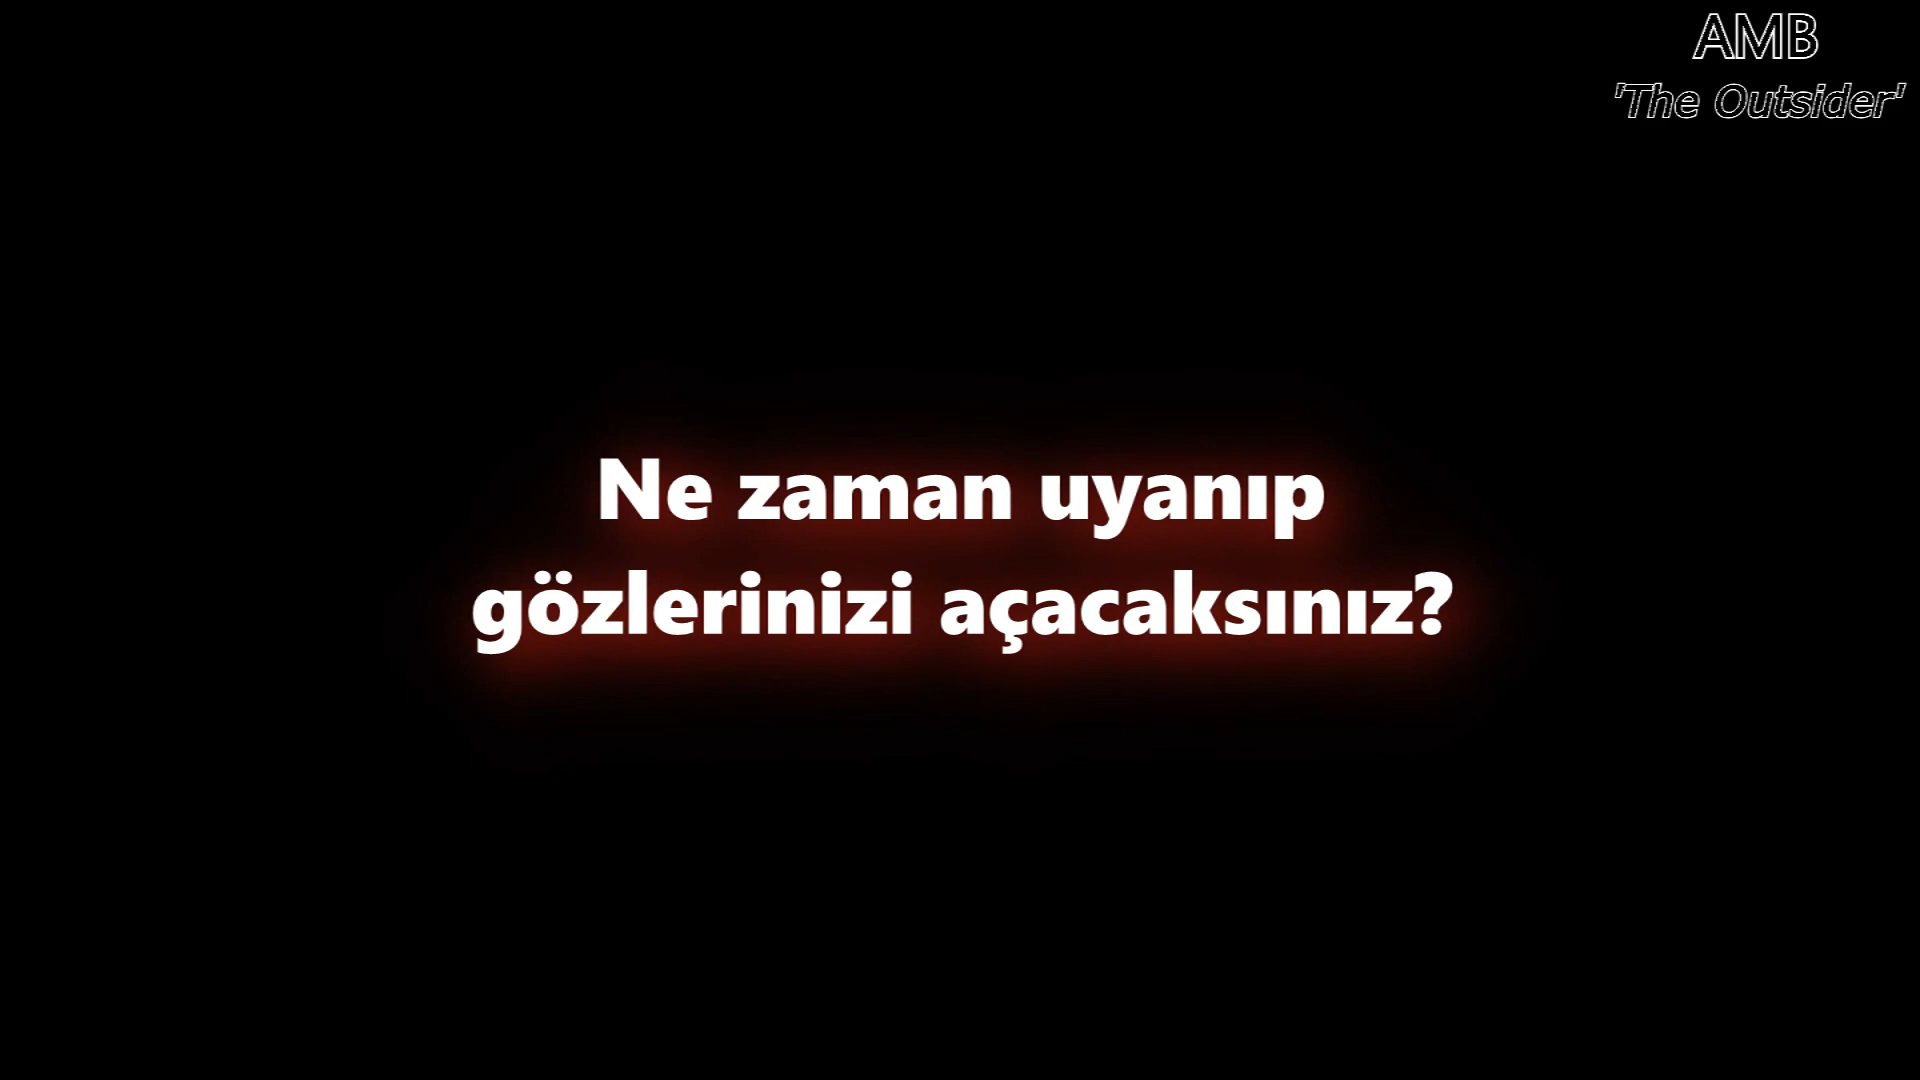 AMB
'The Outsider'
Ne zaman uyanıp
gözlerinizi açacaksınız?